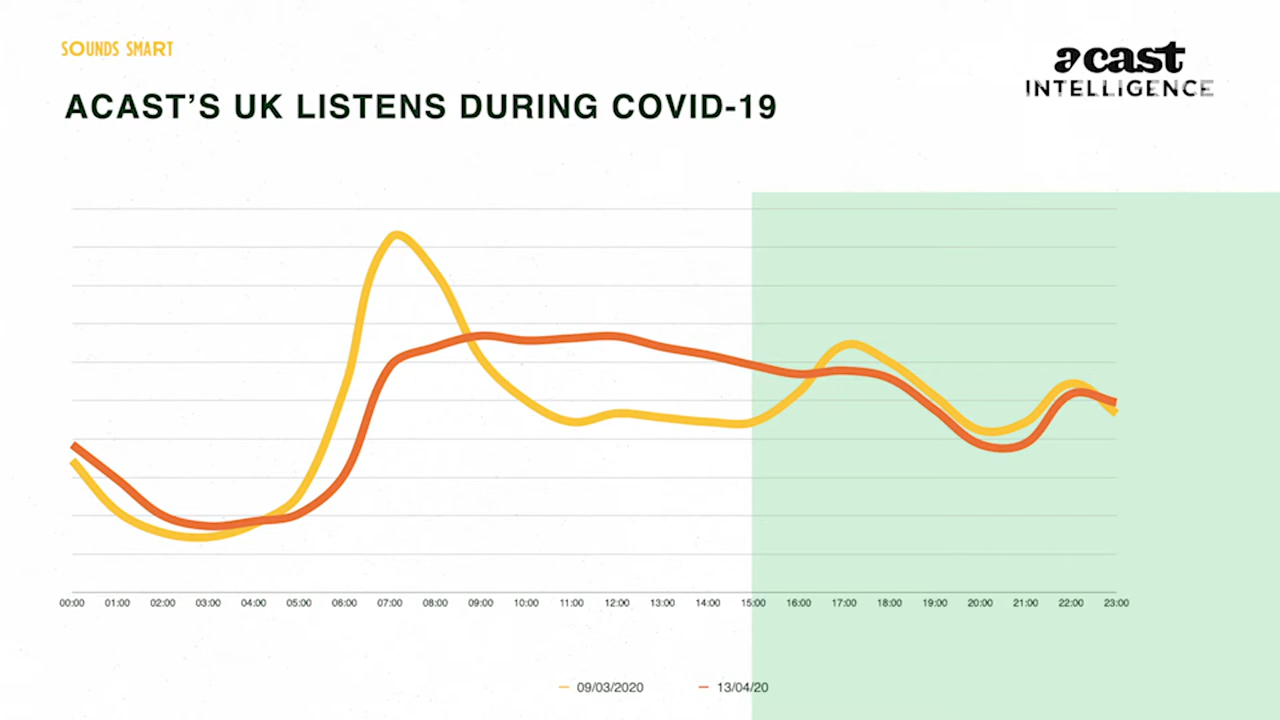 SOUNDS SMART
acast
INTELLIGENCE
ACAST'S UK LISTENS DURING COVID-19
00:00 01:00 02:00 03:00 04:00 05:00 06:00 07:00 08:00 09:00 10:00 11:00 12:00 13:00 14:00 15:00 16:00 17:00 18:00 19:00 20:00 21:00 22:00 23:00
09/03/2020 13/04/20